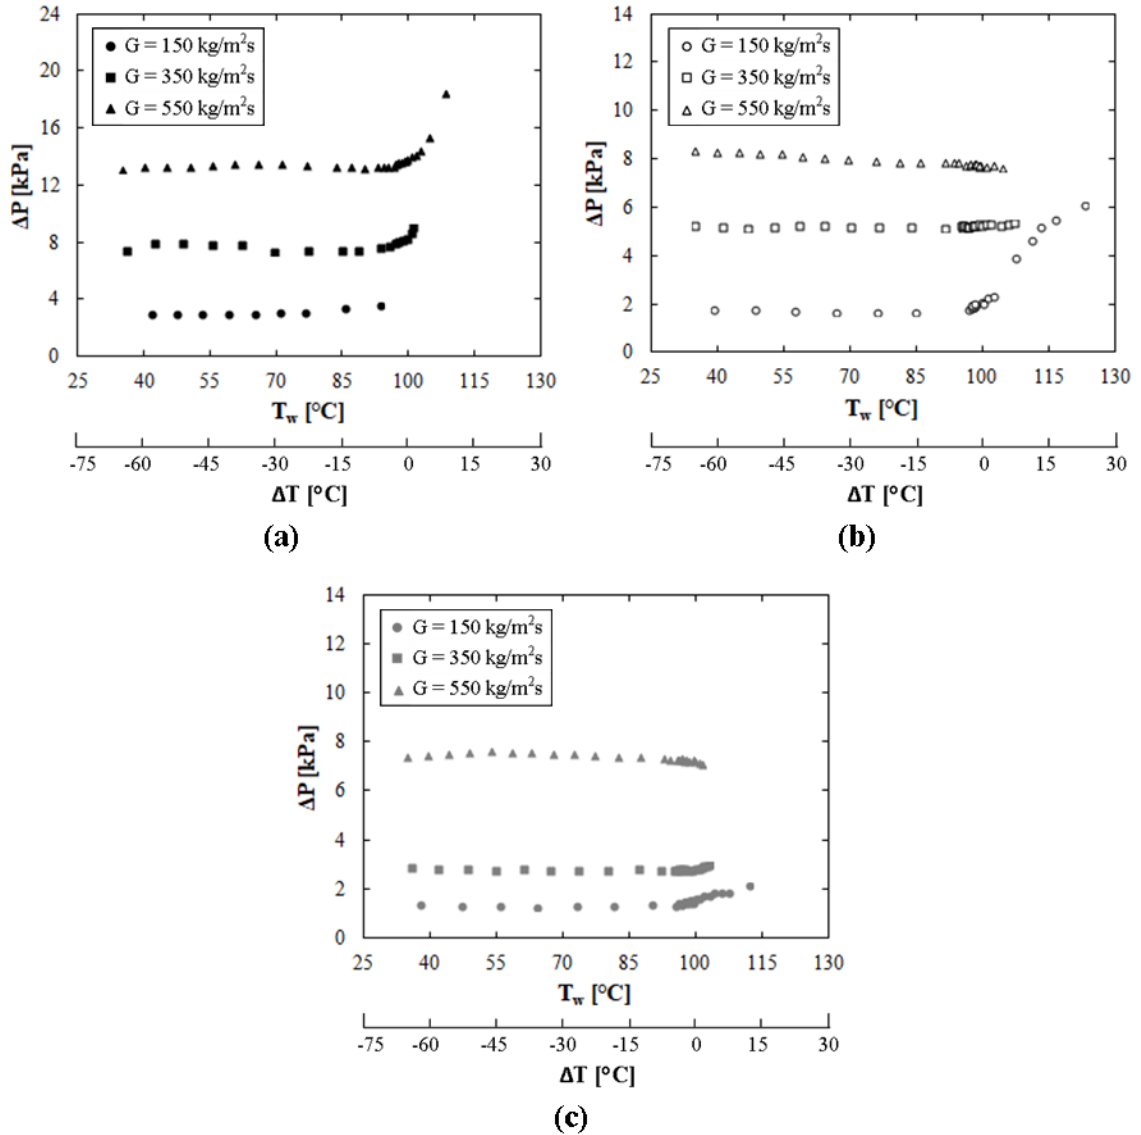 24
20
16
12
8
4
0
ΔP [kPa]
G = 150 kg/m²s
G = 350 kg/m²s
G = 550 kg/m²s
25 40 55 70 85 100 115 130
T_w [°C]
-75 -60 -45 -30 -15 0 15 30
ΔT [°C]
(a)
14
12
10
8
6
4
2
0
ΔP [kPa]
G = 150 kg/m²s
G = 350 kg/m²s
G = 550 kg/m²s
25 40 55 70 85 100 115 130
T_w [°C]
-75 -60 -45 -30 -15 0 15 30
ΔT [°C]
(b)
14
12
10
8
6
4
2
0
ΔP [kPa]
G = 150 kg/m²s
G = 350 kg/m²s
G = 550 kg/m²s
25 40 55 70 85 100 115 130
T_w [°C]
-75 -60 -45 -30 -15 0 15 30
ΔT [°C]
(c)